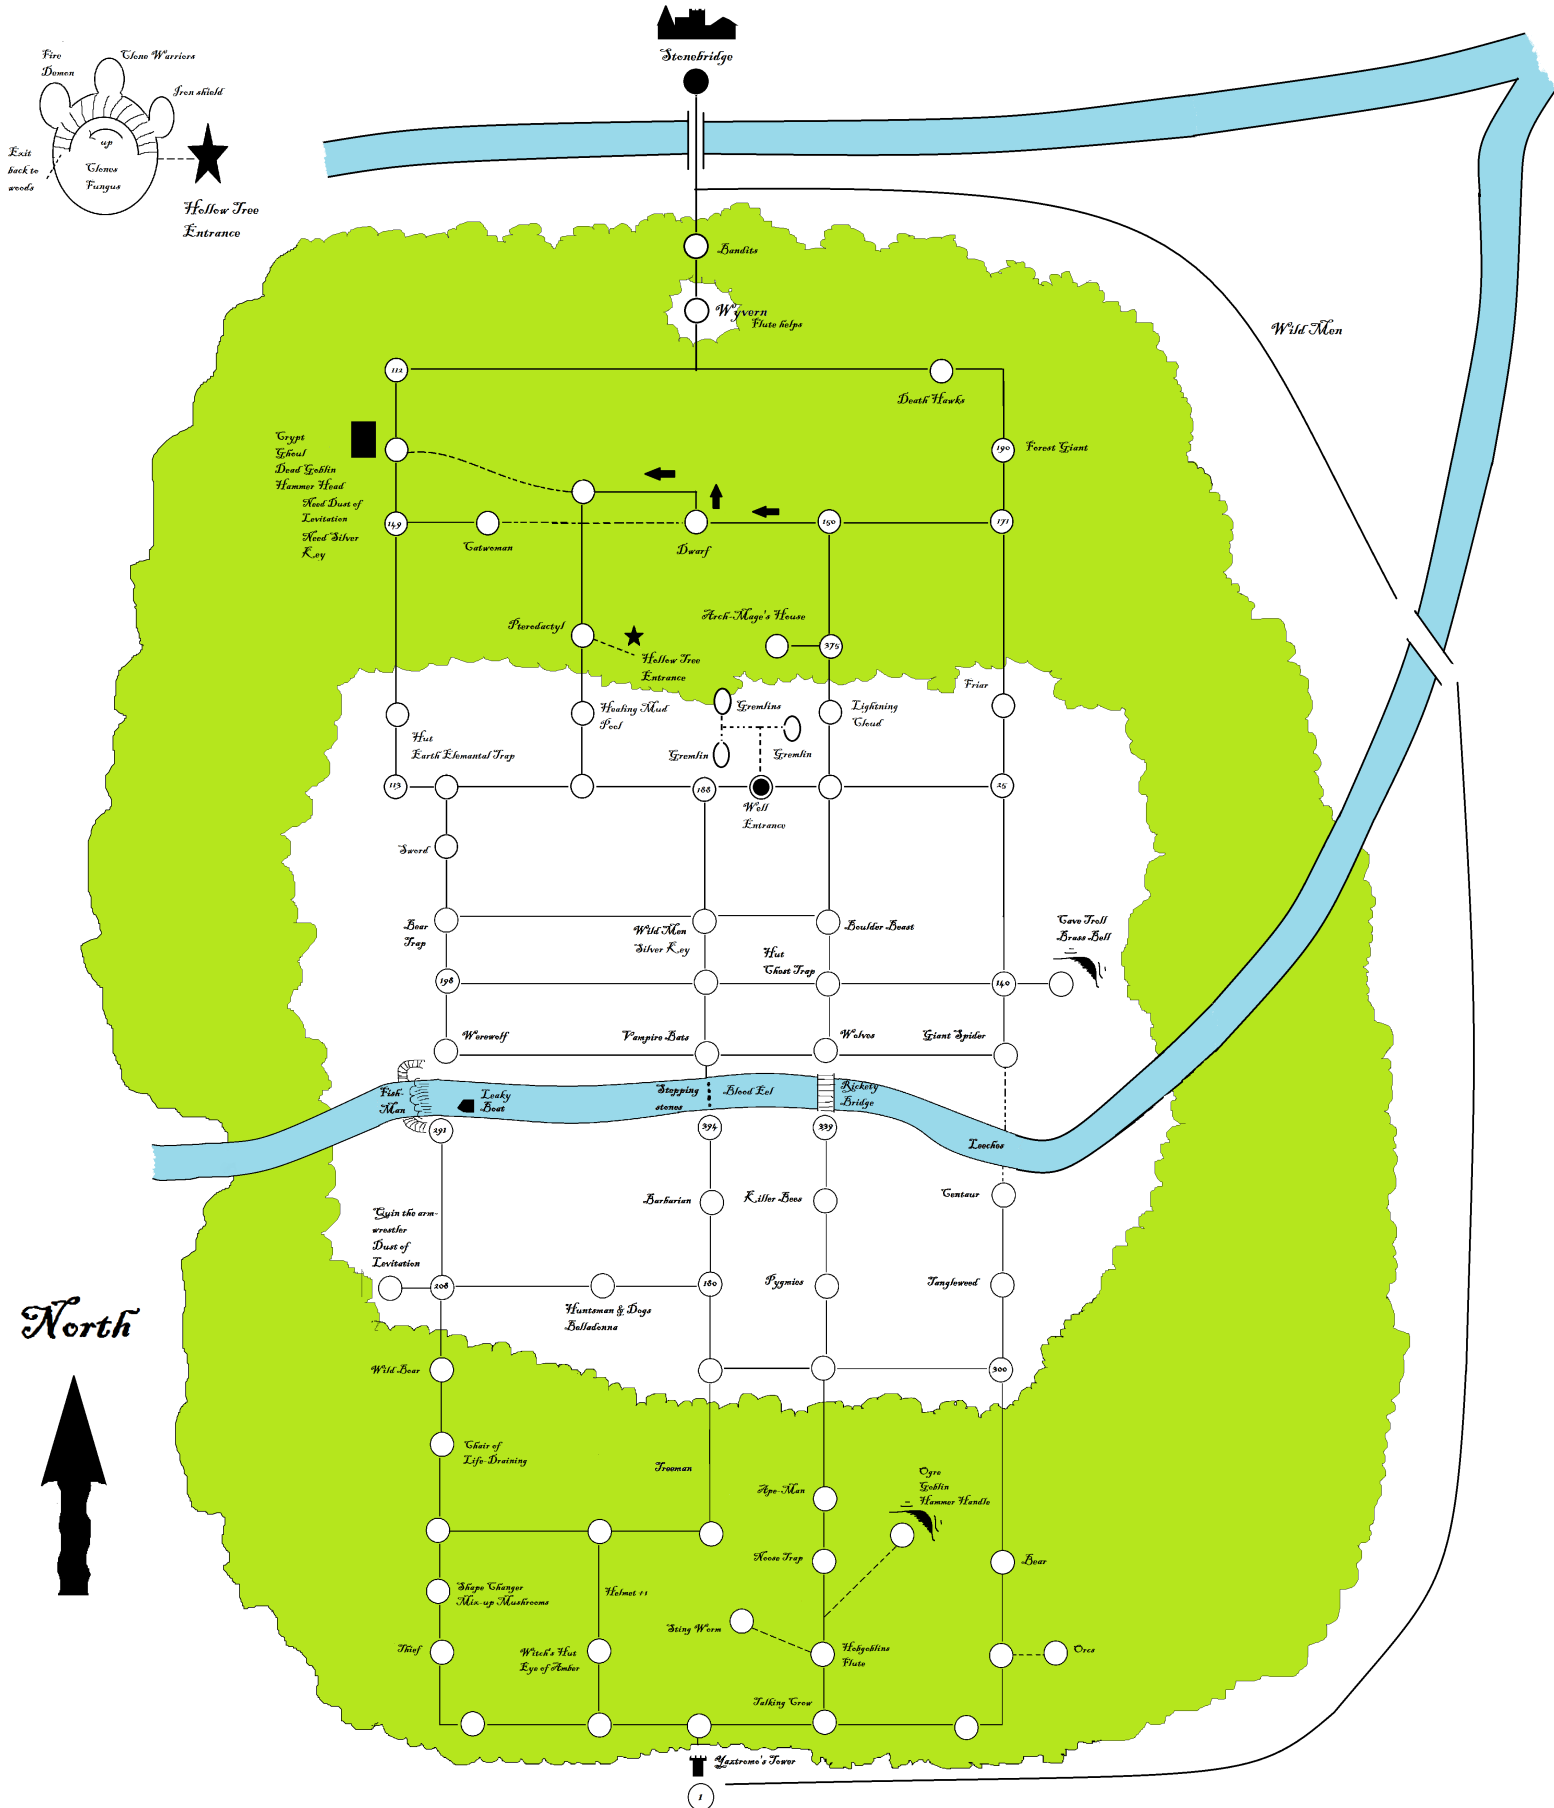 Stonebridge
Fire
Demon
Clone Warriors
Iron shield
up
Exit
back to
woods
Clones
Fungus
Hollow Tree
Entrance
Bandits
Wyvern
Flute helps
Wild Men
112
Death Hawks
Crypt
Ghoul
Dead Goblin
Hammer Head
Need Dust of
Levitation
Need Silver
Key
190
Forest Giant
149
Catwoman
Dwarf
150
171
Pterodactyl
Hollow Tree
Entrance
Arch-Mage's House
375
Friar
Hut
Earth Elemantal Trap
Healing Mud
Pool
Gremlins
Gremlin
Gremlin
Lightning
Cloud
113
188
Well
Entrance
25
Sword
Bear
Trap
Wild Men
Silver Key
Boulder Beast
Cave Troll
Brass Bell
Hut
Ghost Trap
198
140
Werewolf
Vampire Bats
Wolves
Giant Spider
Fish-
Man
Leaky
Boat
Stepping
stones
Blood Eel
Rickety
Bridge
Leeches
291
394
339
Barbarian
Killer Bees
Centaur
Quin the arm-
wrestler
Dust of
Levitation
208
Huntsman & Dogs
Belladonna
180
Pygmies
Tangleweed
North
Wild Boar
300
Chair of
Life-Draining
Treeman
Ape-Man
Ogre
Goblin
Hammer Handle
Noose Trap
Bear
Shape Changer
Mix-up Mushrooms
Helmet +1
Sting Worm
Thief
Witch's Hut
Eye of Amber
Hobgoblins
Flute
Orcs
Talking Crow
Yaztromo's Tower
1